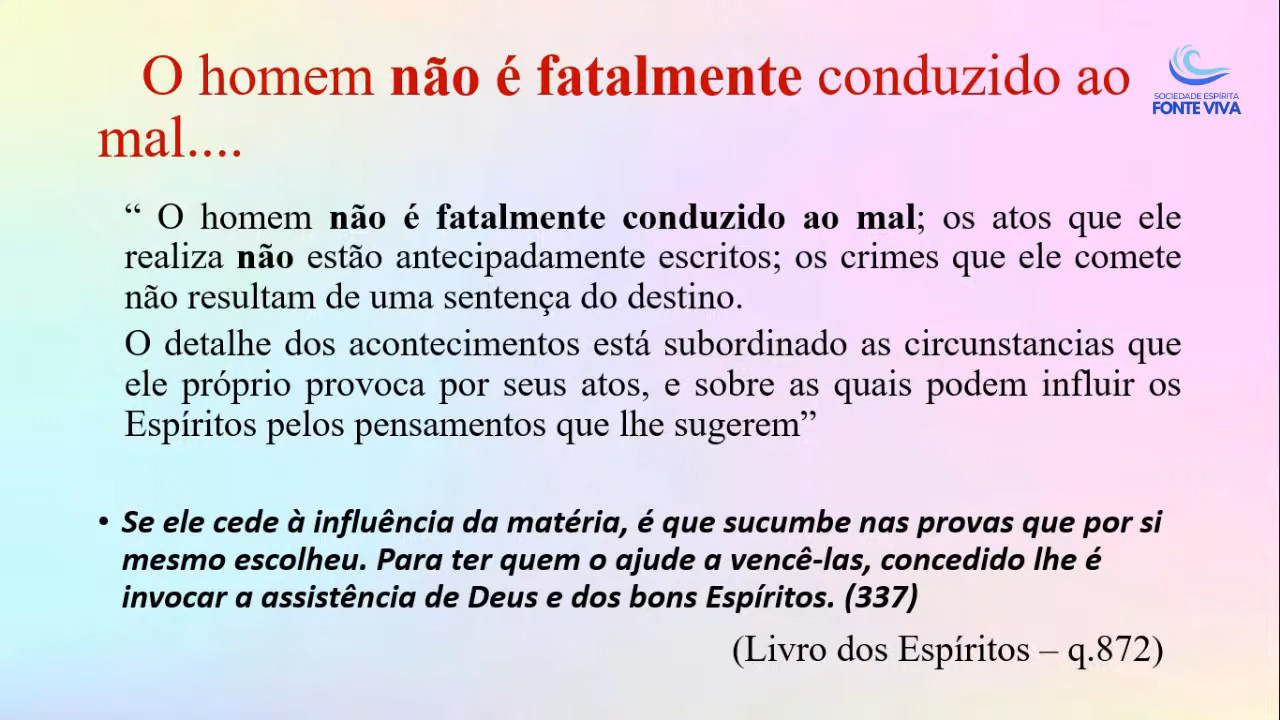 O homem não é fatalmente conduzido ao
mal....
SOCIEDADE ESPÍRITA
FONTE VIVA
“ O homem não é fatalmente conduzido ao mal; os atos que ele
realiza não estão antecipadamente escritos; os crimes que ele comete
não resultam de uma sentença do destino.
O detalhe dos acontecimentos está subordinado as circunstancias que
ele próprio provoca por seus atos, e sobre as quais podem influir os
Espíritos pelos pensamentos que lhe sugerem”
• Se ele cede à influência da matéria, é que sucumbe nas provas que por si
mesmo escolheu. Para ter quem o ajude a vencê-las, concedido lhe é
invocar a assistência de Deus e dos bons Espíritos. (337)
(Livro dos Espíritos – q.872)